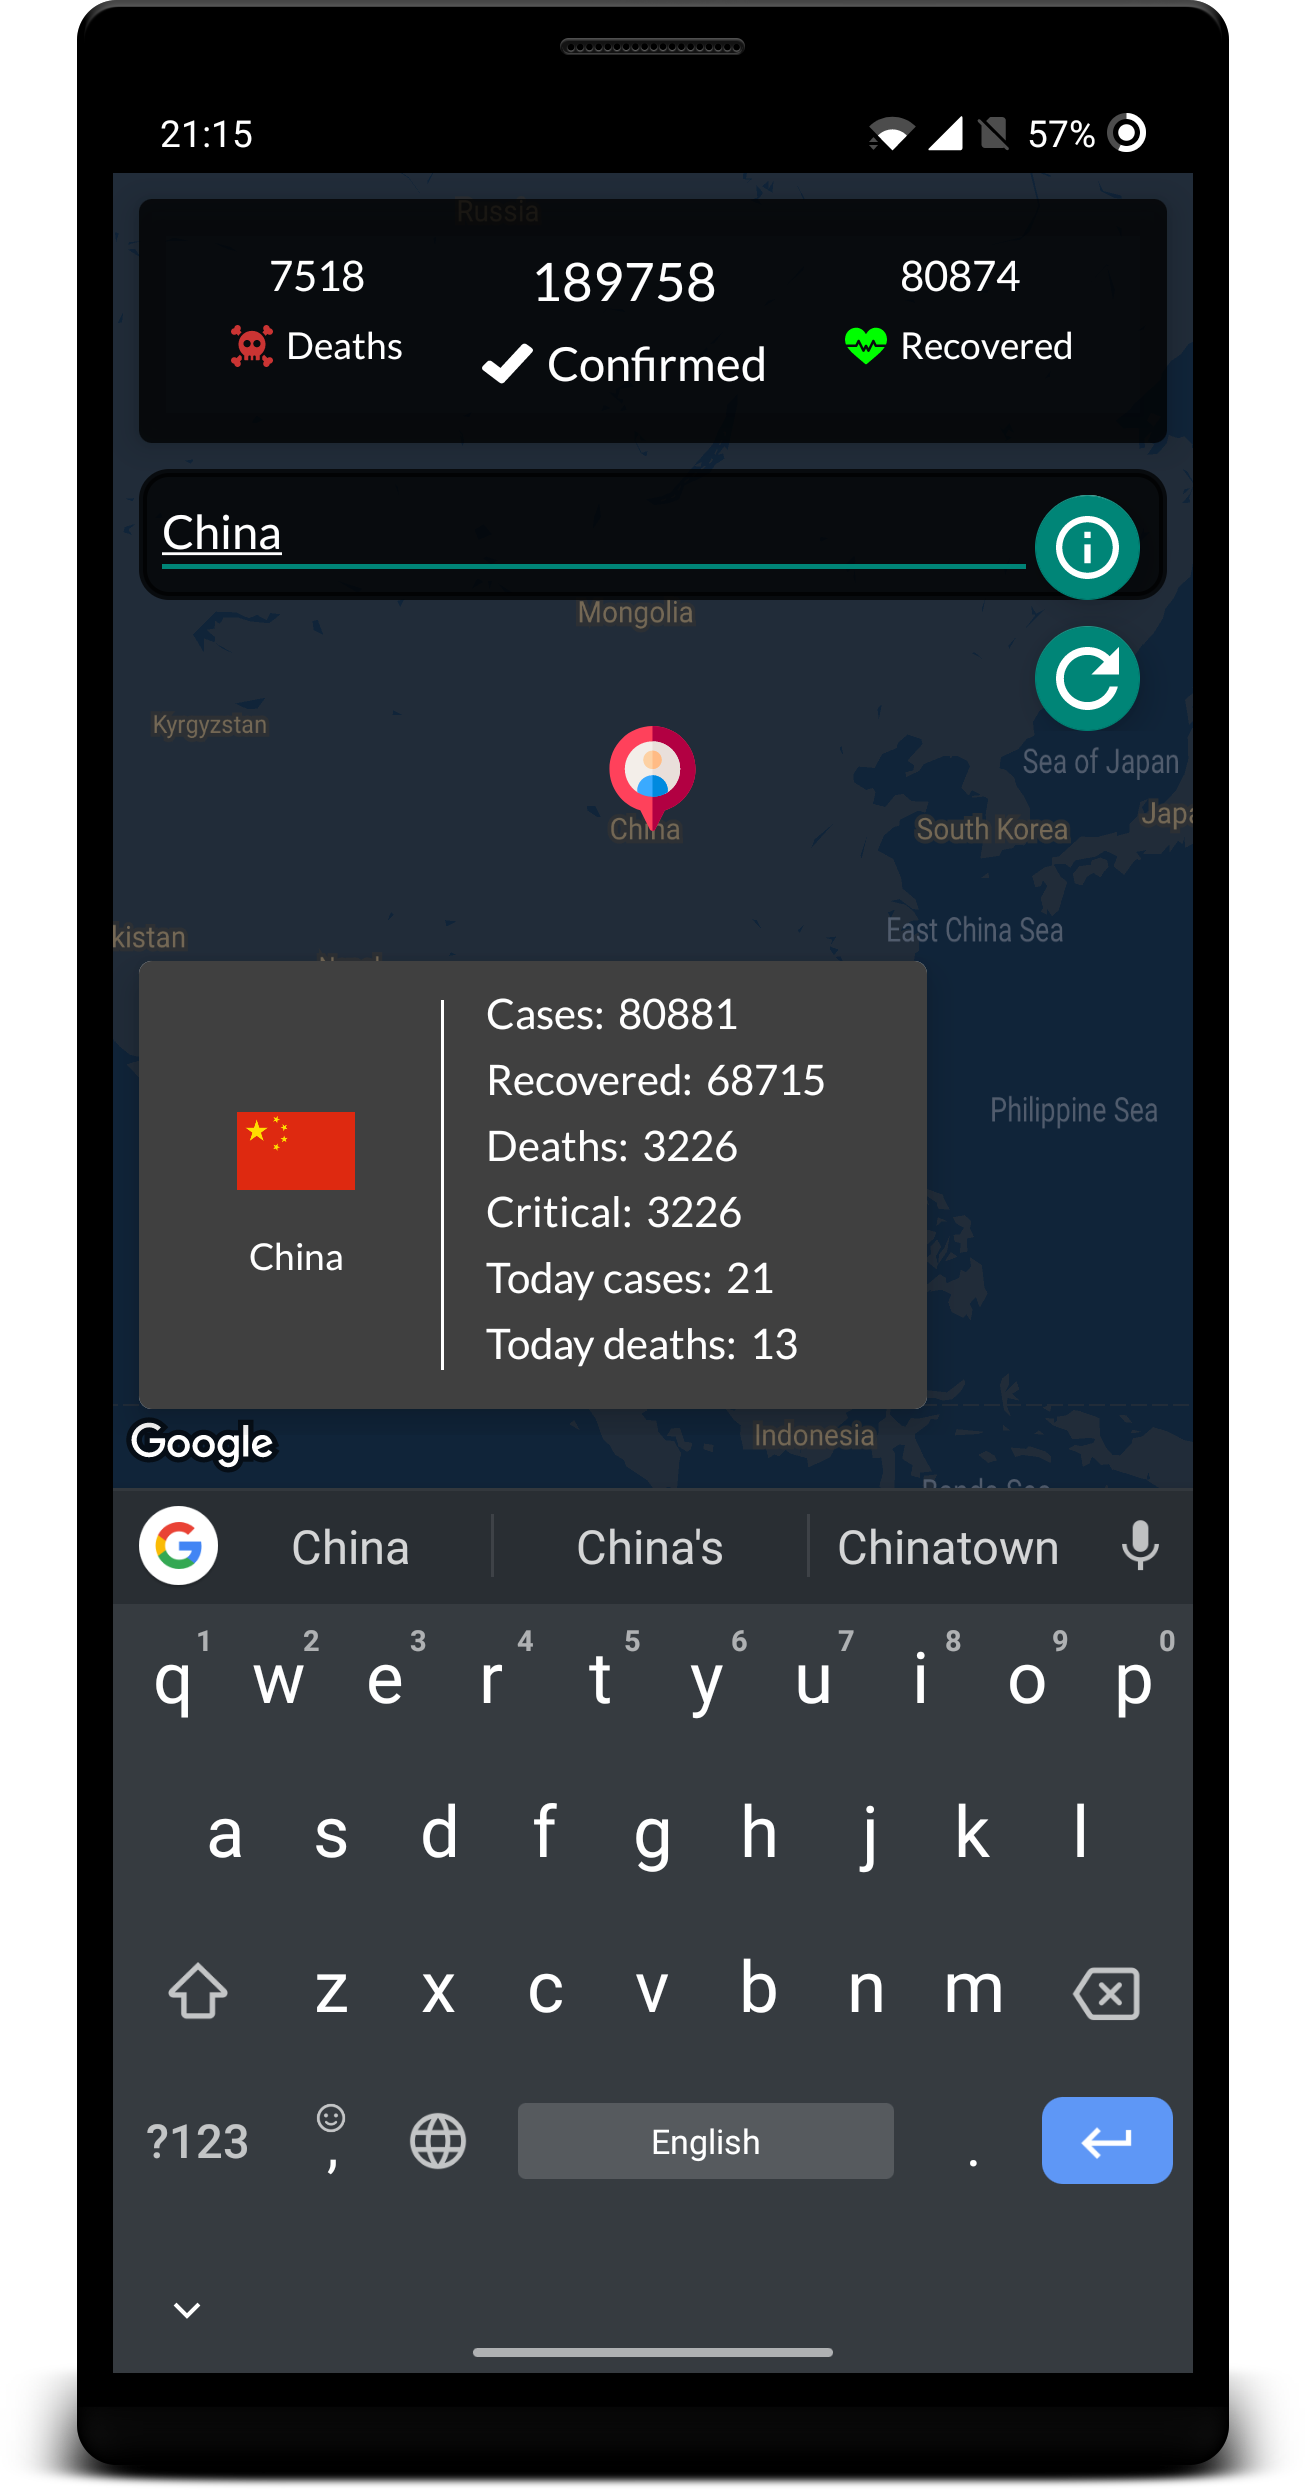 21:15 57%
Russia
7518 189758 80874
Deaths Confirmed Recovered
China
Mongolia
Kyrgyzstan
Sea of Japan
China South Korea Japa
kistan East China Sea
Cases: 80881
Recovered: 68715
Philippine Sea
Deaths: 3226
Critical: 3226
China
Today cases: 21
Today deaths: 13
Google Indonesia
China China's Chinatown
1 2 3 4 5 6 7 8 9 0
q w e r t y u i o p
a s d f g h j k l
z x c v b n m
?123 , English .